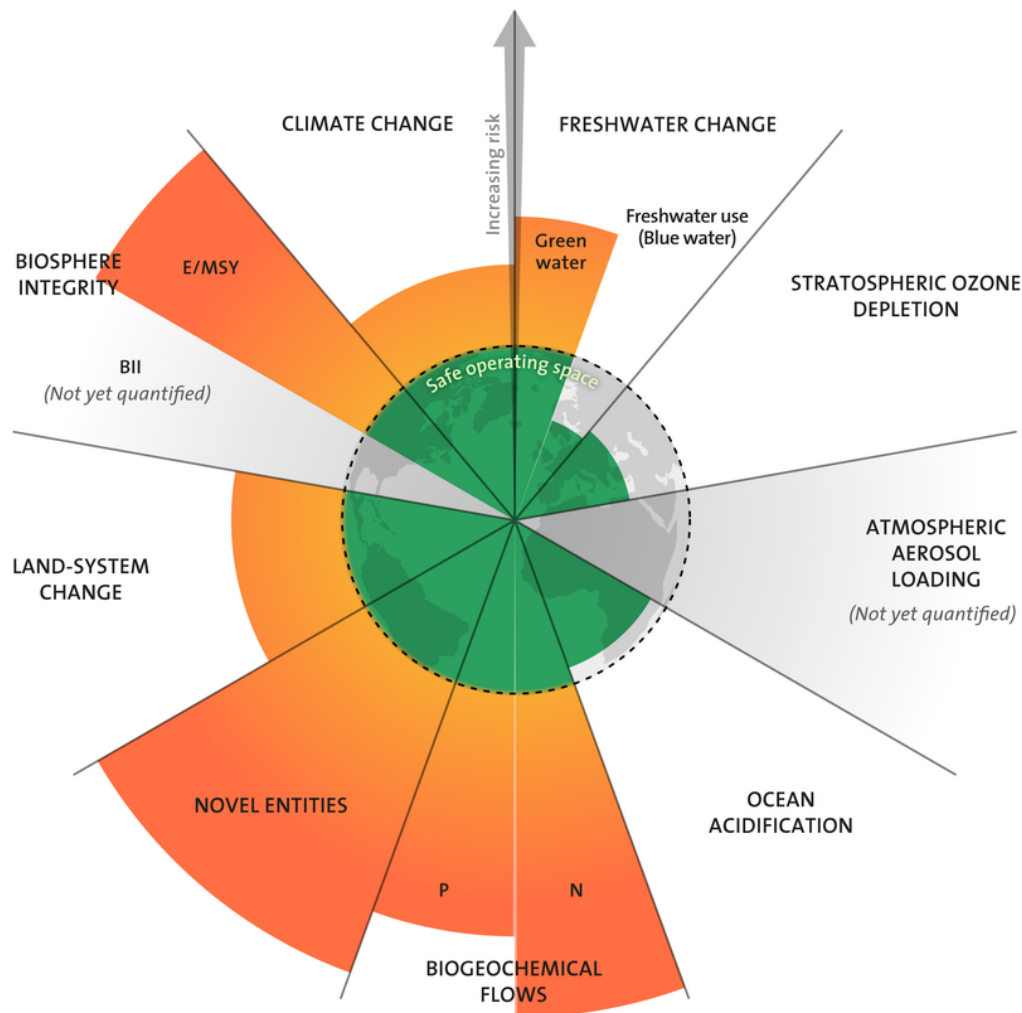 CLIMATE CHANGE
FRESHWATER CHANGE
Increasing risk
Green
water
Freshwater use
(Blue water)
STRATOSPHERIC OZONE
DEPLETION
BIOSPHERE
INTEGRITY
E/MSY
BII
(Not yet quantified)
Safe operating space
ATMOSPHERIC
AEROSOL
LOADING
(Not yet quantified)
LAND-SYSTEM
CHANGE
NOVEL ENTITIES
OCEAN
ACIDIFICATION
P
N
BIOGEOCHEMICAL
FLOWS